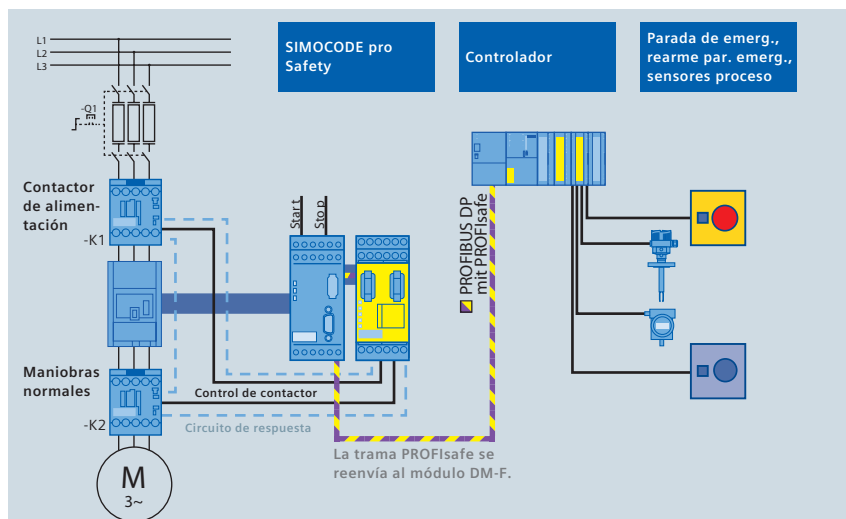 L1
L2
L3
-Q1
SIMOCODE pro
Safety
Controlador
Parada de emerg.,
rearme par. emerg.,
sensores proceso
Contactor
de alimen-
tación
-K1
Start
Stop
PROFIBUS DP
mit PROFIsafe
Maniobras
normales
-K2
Control de contactor
Circuito de respuesta
La trama PROFIsafe se
reenvía al módulo DM-F.
M
3~